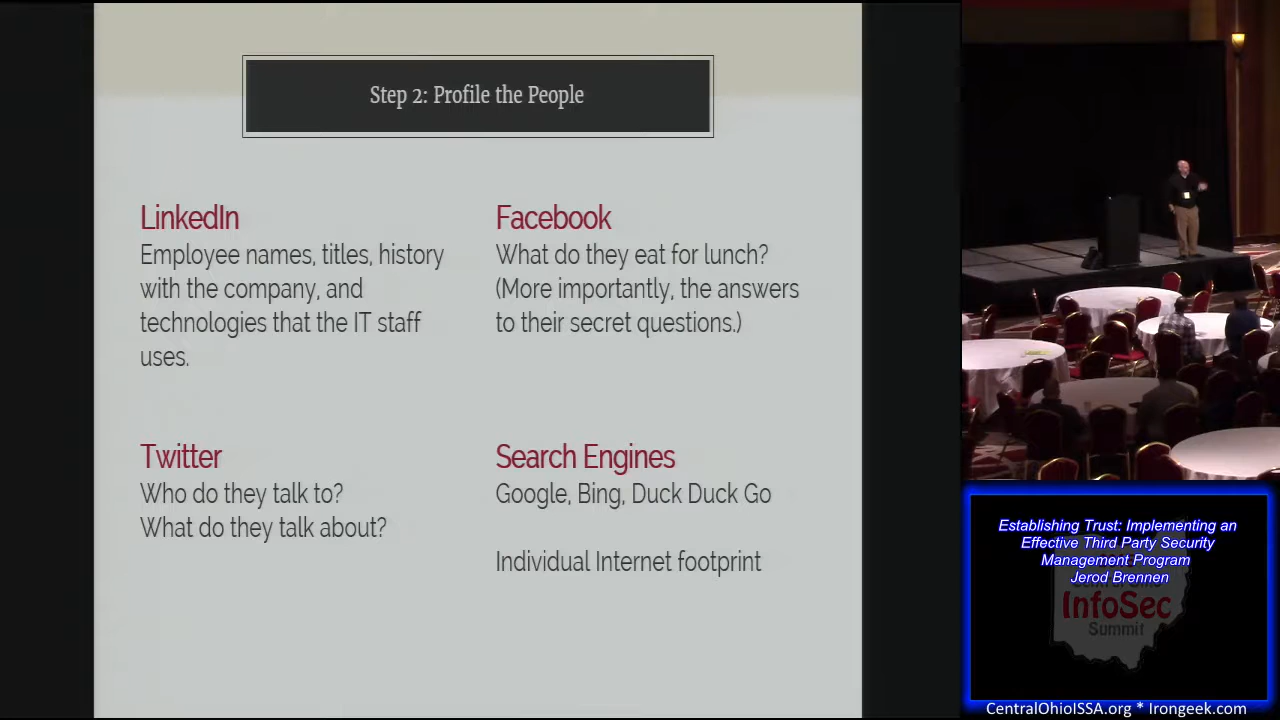 Step 2: Profile the People
LinkedIn
Employee names, titles, history
with the company, and
technologies that the IT staff
uses.
Facebook
What do they eat for lunch?
(More importantly, the answers
to their secret questions.)
Twitter
Who do they talk to?
What do they talk about?
Search Engines
Google, Bing, Duck Duck Go
Individual Internet footprint
Establishing Trust: Implementing an
Effective Third Party Security
Management Program
Jerod Brennen
InfoSec
Summit
CentralOhioISSA.org * Irongeek.com